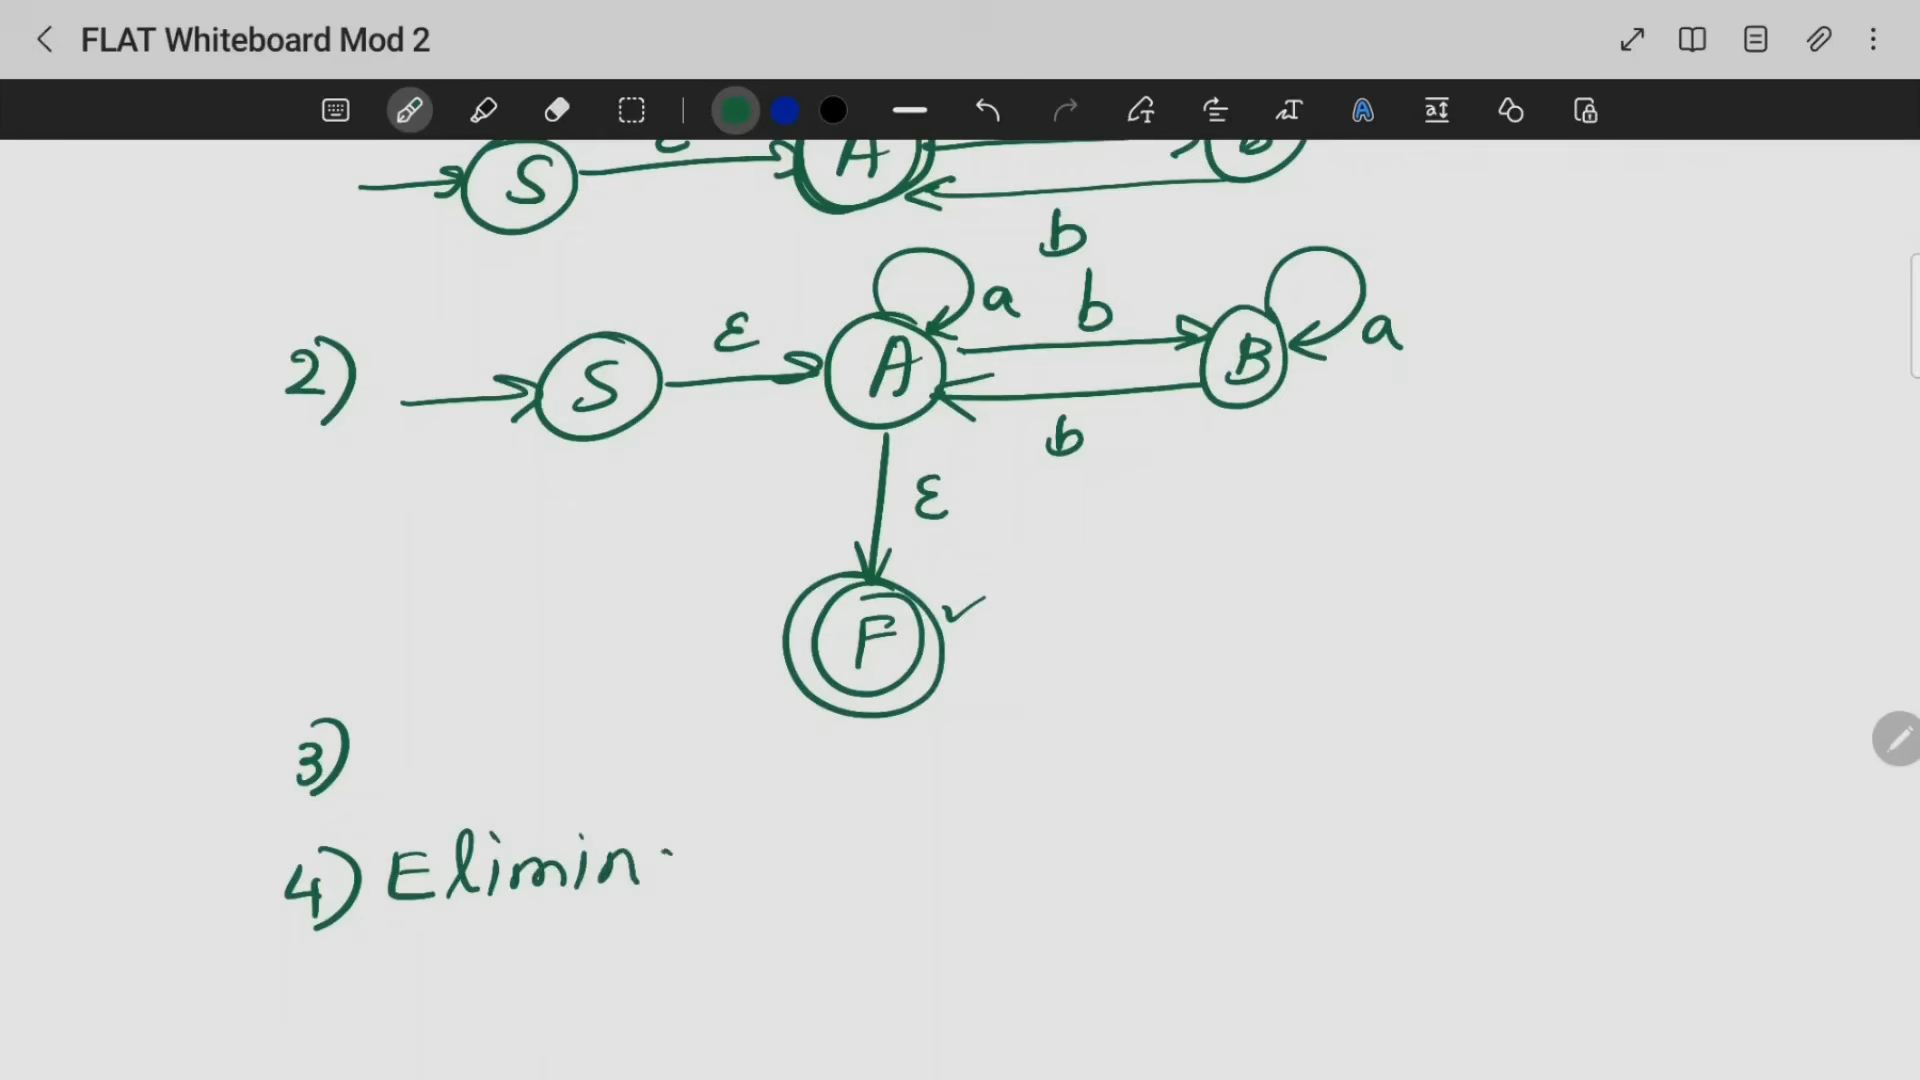 FLAT Whiteboard Mod 2
S ε A
b
2) S ε A a b B a
b
ε
F
3)
4) Elimin